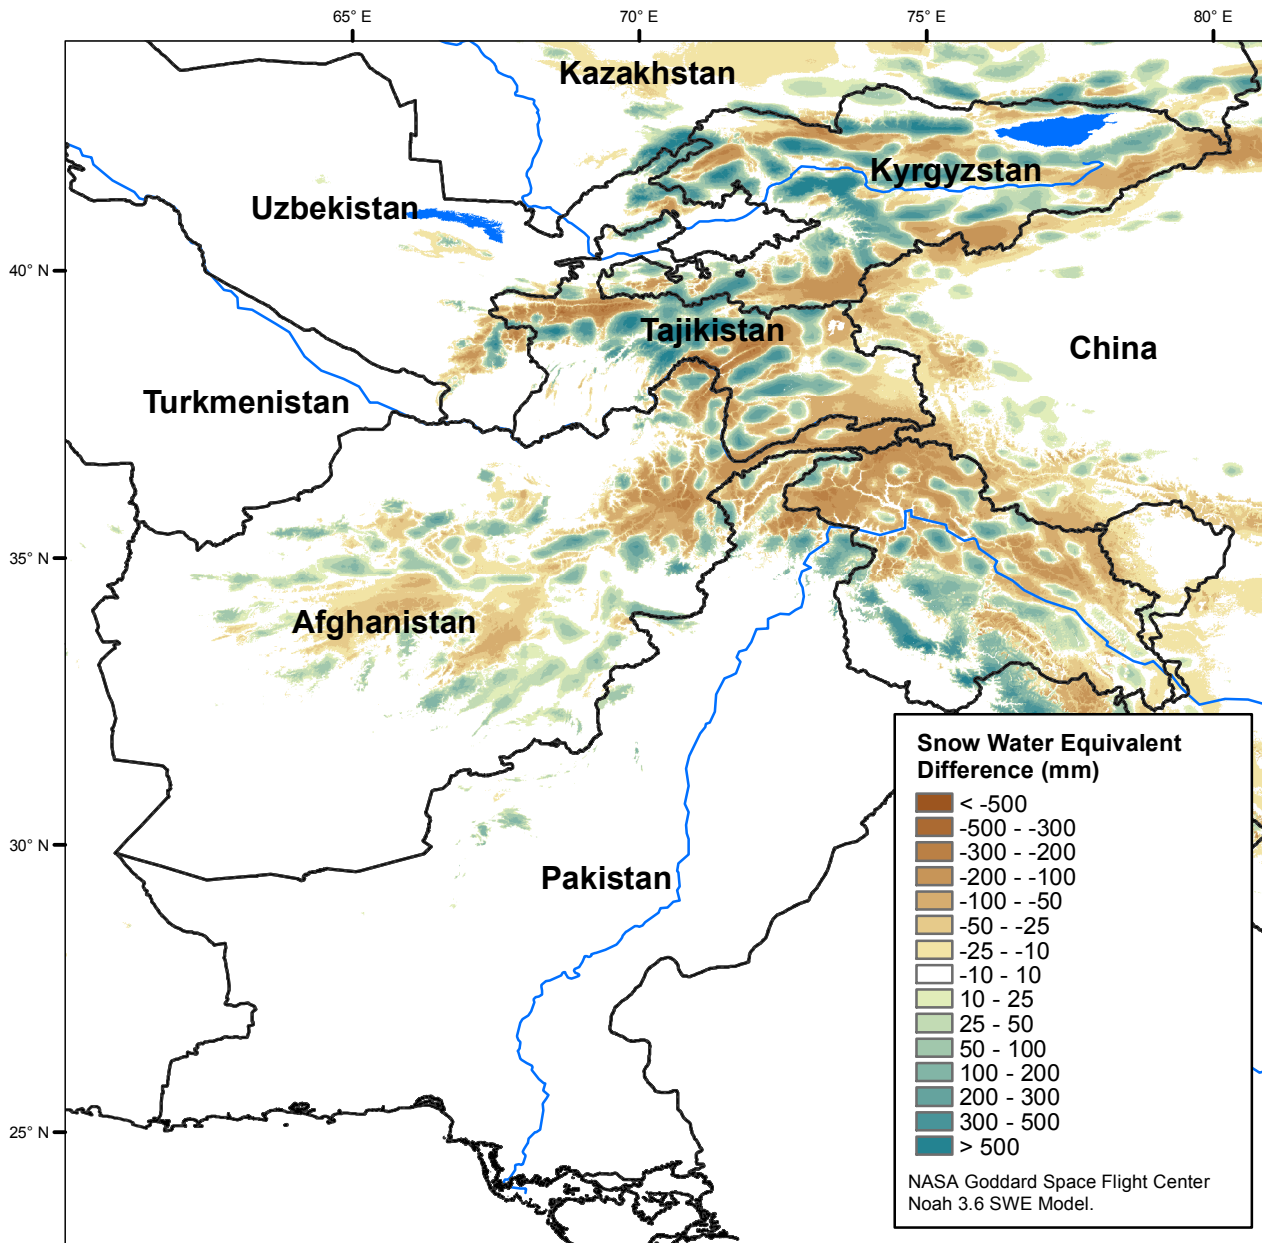 65° E
70° E
75° E
80° E
Kazakhstan
Kyrgyzstan
Uzbekistan
40° N
Tajikistan
China
Turkmenistan
35° N
Afghanistan
30° N
Pakistan
25° N
Snow Water Equivalent
Difference (mm)
< -500
-500 - -300
-300 - -200
-200 - -100
-100 - -50
-50 - -25
-25 - -10
-10 - 10
10 - 25
25 - 50
50 - 100
100 - 200
200 - 300
300 - 500
> 500
NASA Goddard Space Flight Center
Noah 3.6 SWE Model.